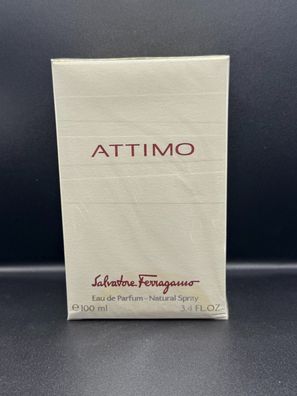 ATTIMO
Salvatore Ferragamo
Eau de Parfum - Natural Spray
℮100 ml 3.4 FL.OZ.